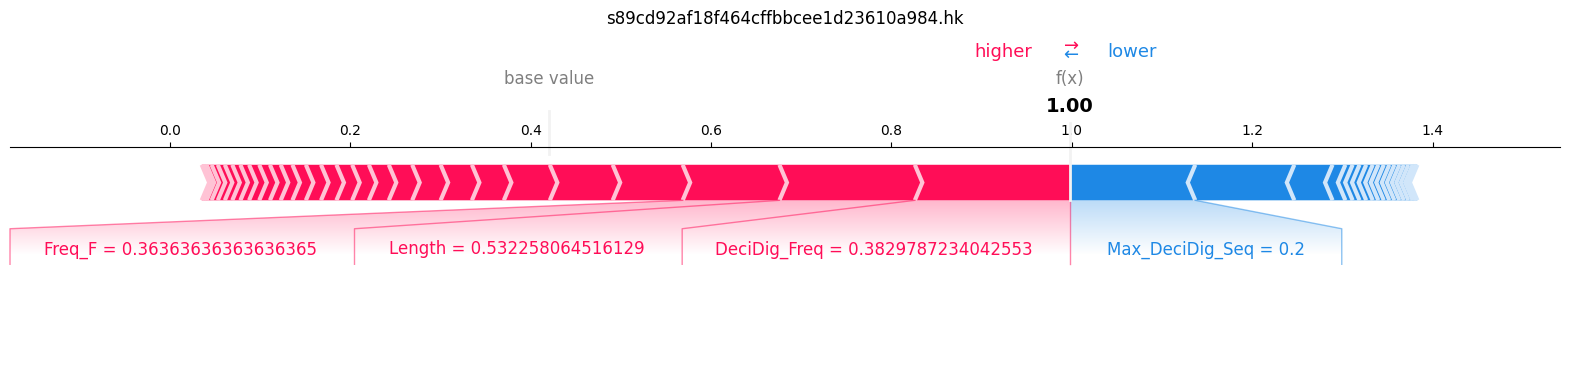 s89cd92af18f464cffbbcee1d23610a984.hk
higher → ← lower
base value f(x)
1.00
0.0 0.2 0.4 0.6 0.8 1.0 1.2 1.4
Freq_F = 0.36363636363636365 Length = 0.532258064516129 DeciDig_Freq = 0.3829787234042553 Max_DeciDig_Seq = 0.2